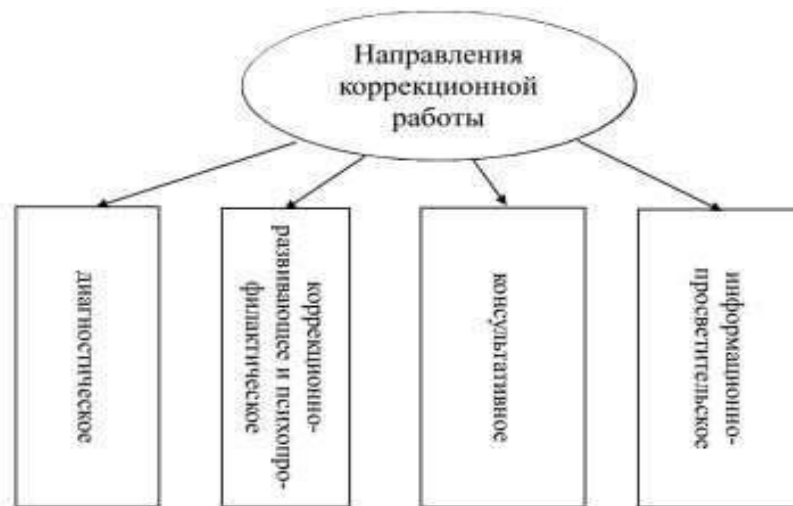 Направления
коррекционной
работы
диагностическое
коррекционно-
развивающее и психопро-
филактическое
консультативное
информационно-
просветительское